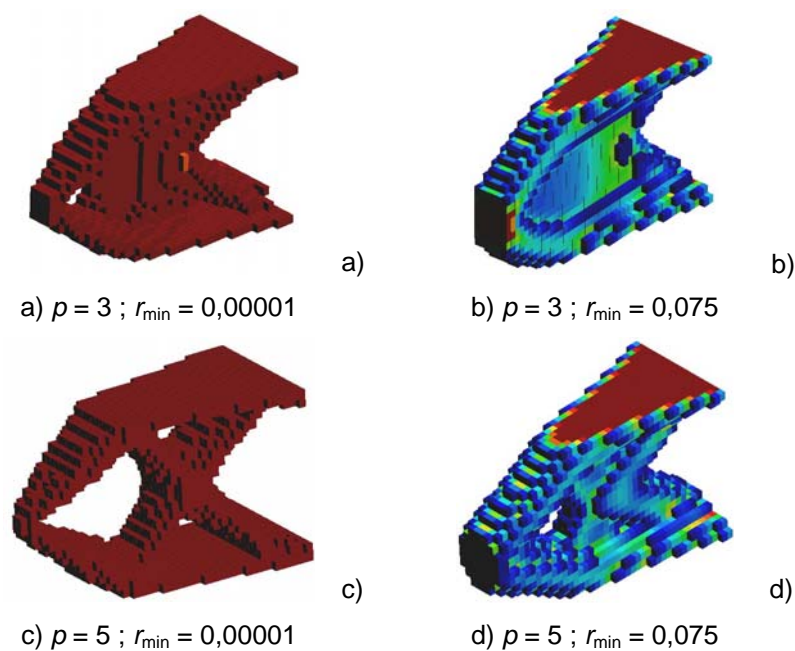 a)
b)
a) p = 3 ; rmin = 0,00001
b) p = 3 ; rmin = 0,075
c)
d)
c) p = 5 ; rmin = 0,00001
d) p = 5 ; rmin = 0,075